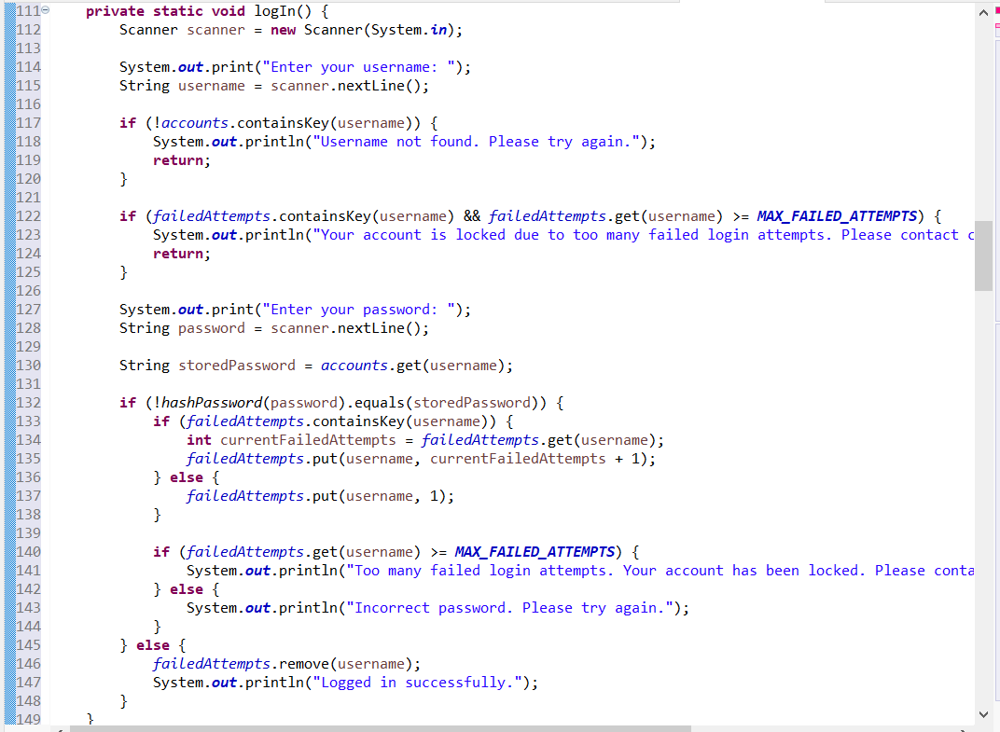 111 private static void logIn() {
112 Scanner scanner = new Scanner(System.in);
113
114 System.out.print("Enter your username: ");
115 String username = scanner.nextLine();
116
117 if (!accounts.containsKey(username)) {
118 System.out.println("Username not found. Please try again.");
119 return;
120 }
121
122 if (failedAttempts.containsKey(username) && failedAttempts.get(username) >= MAX_FAILED_ATTEMPTS) {
123 System.out.println("Your account is locked due to too many failed login attempts. Please contact c
124 return;
125 }
126
127 System.out.print("Enter your password: ");
128 String password = scanner.nextLine();
129
130 String storedPassword = accounts.get(username);
131
132 if (!hashPassword(password).equals(storedPassword)) {
133 if (failedAttempts.containsKey(username)) {
134 int currentFailedAttempts = failedAttempts.get(username);
135 failedAttempts.put(username, currentFailedAttempts + 1);
136 } else {
137 failedAttempts.put(username, 1);
138 }
139
140 if (failedAttempts.get(username) >= MAX_FAILED_ATTEMPTS) {
141 System.out.println("Too many failed login attempts. Your account has been locked. Please conta
142 } else {
143 System.out.println("Incorrect password. Please try again.");
144 }
145 } else {
146 failedAttempts.remove(username);
147 System.out.println("Logged in successfully.");
148 }
149 }